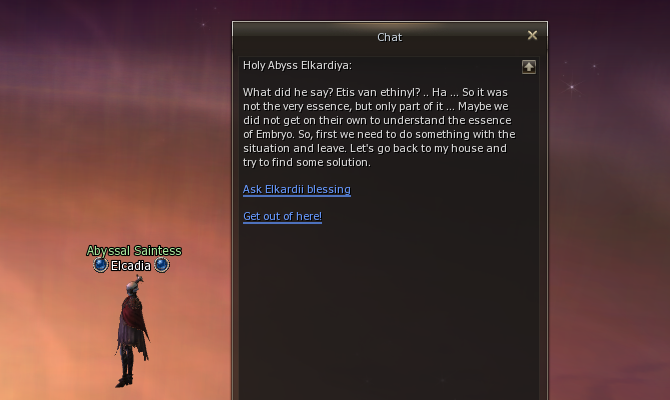 Chat
Holy Abyss Elkardiya:
What did he say? Etis van ethinyl? .. Ha ... So it was
not the very essence, but only part of it ... Maybe we
did not get on their own to understand the essence
of Embryo. So, first we need to do something with the
situation and leave. Let's go back to my house and
try to find some solution.
Ask Elkardii blessing
Get out of here!
Abyssal Saintess
Elcadia